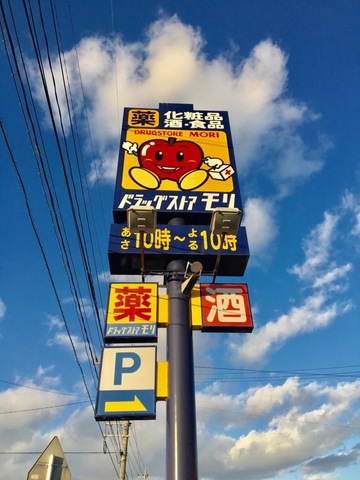 薬 化粧品
酒・食品
DRUGSTORE MORI
ドラッグストア モリ
あさ10時～よる10時
薬
ドラッグストア モリ
酒
P